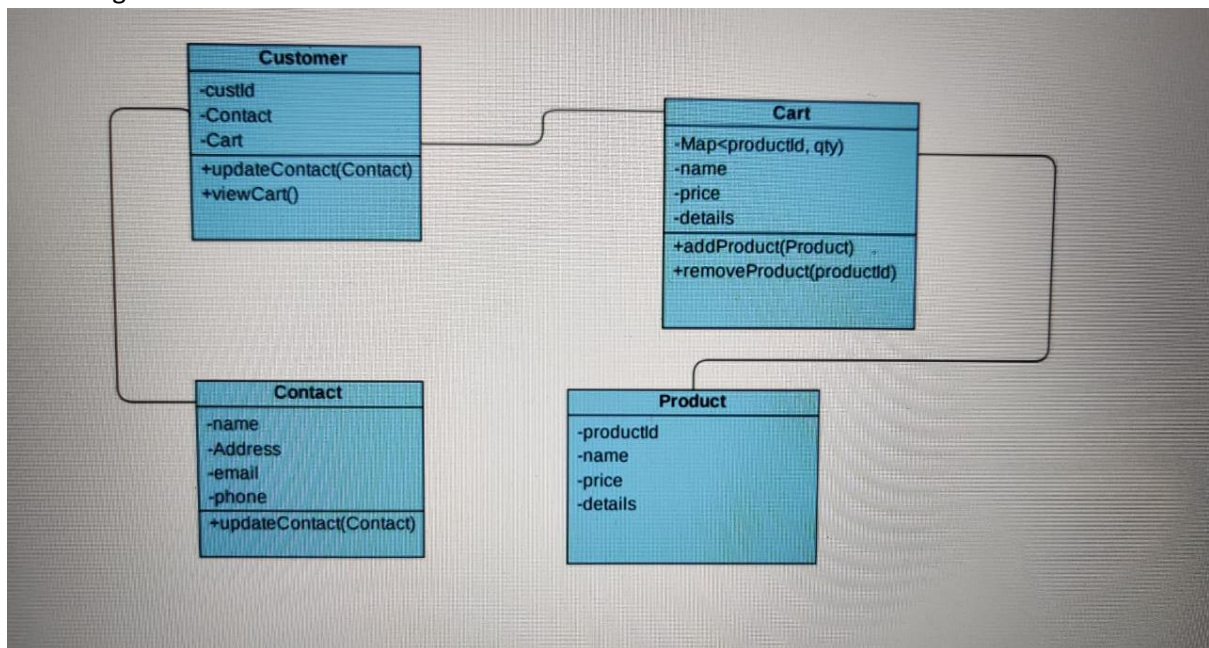 Customer
-custId
-Contact
-Cart
+updateContact(Contact)
+viewCart()
Cart
-Map<productId, qty)
-name
-price
-details
+addProduct(Product)
+removeProduct(productId)
Contact
-name
-Address
-email
-phone
+updateContact(Contact)
Product
-productId
-name
-price
-details